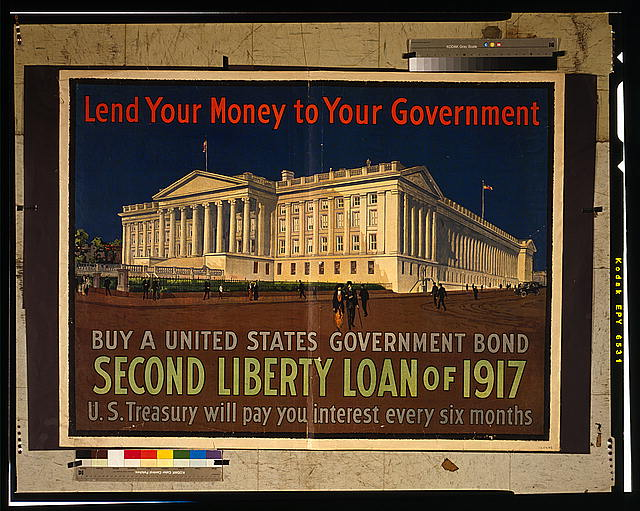 KODAK Gray Scale
Lend Your Money to Your Government
BUY A UNITED STATES GOVERNMENT BOND
SECOND LIBERTY LOAN OF 1917
U.S. Treasury will pay you interest every six months
Kodak EPY 6531